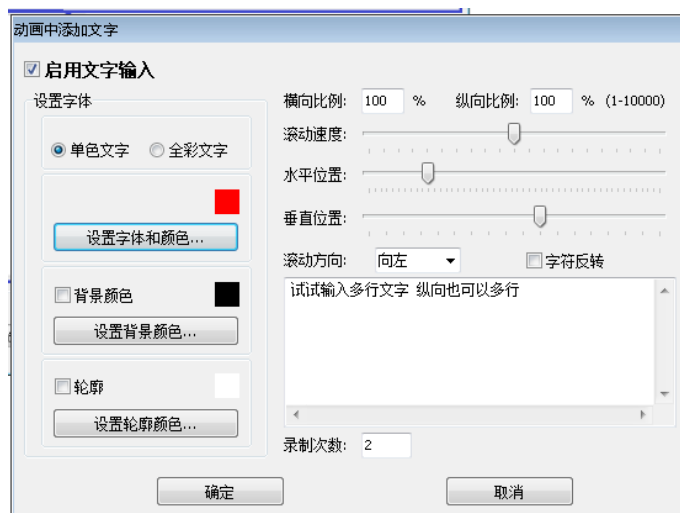 动画中添加文字
启用文字输入
设置字体
单色文字 全彩文字
设置字体和颜色...
背景颜色
设置背景颜色...
轮廓
设置轮廓颜色...
横向比例: 100 % 纵向比例: 100 % (1-10000)
滚动速度:
水平位置:
垂直位置:
滚动方向: 向左 字符反转
试试输入多行文字 纵向也可以多行
录制次数: 2
确定 取消